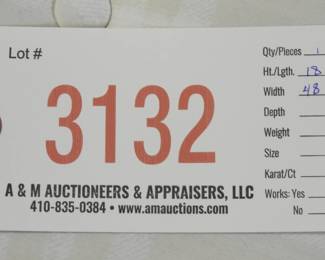 Lot #
3132
A & M AUCTIONEERS & APPRAISERS, LLC
410-835-0384 • www.amauctions.com
Qty/Pieces 1
Ht./Lgth. 18
Width 48
Depth
Weight
Size
Karat/Ct
Works: Yes
No